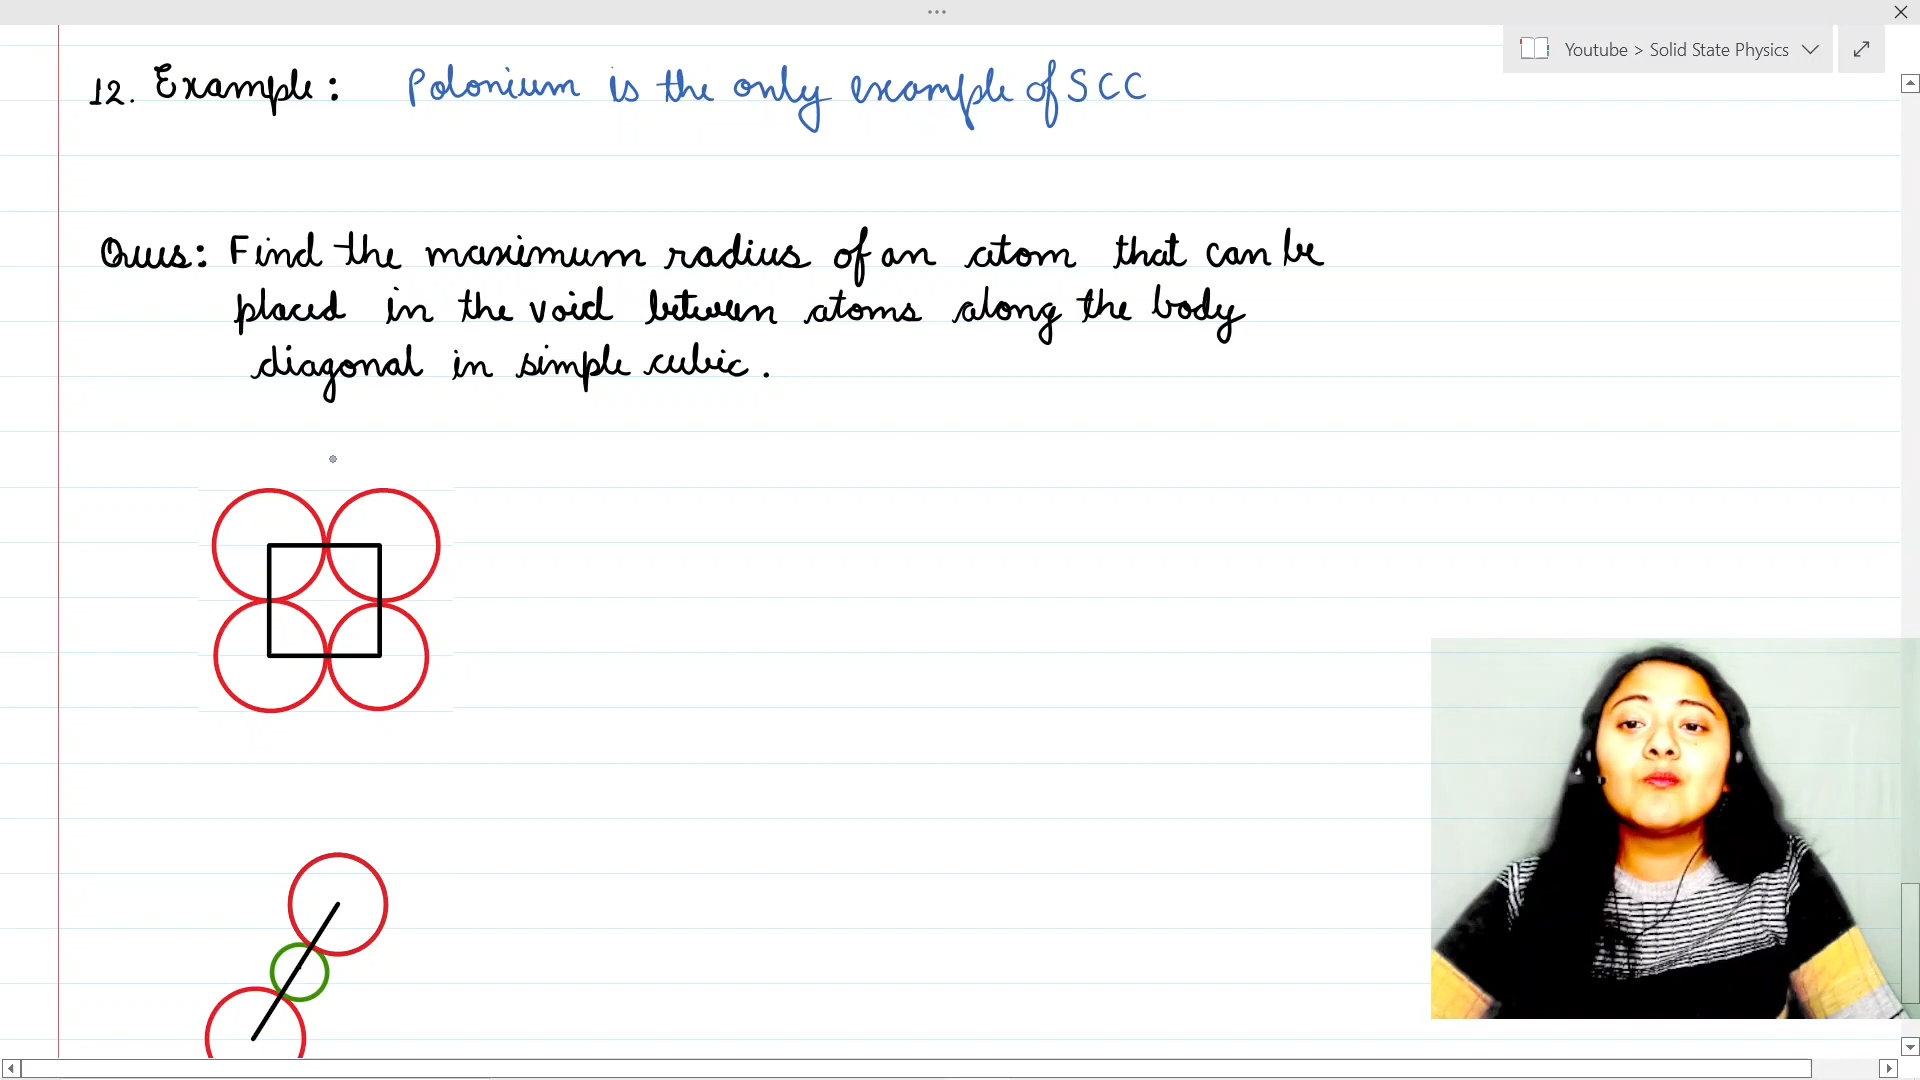 Youtube > Solid State Physics
12. Example: Polonium is the only example of SCC
Ques: Find the maximum radius of an atom that can be
placed in the void between atoms along the body
diagonal in simple cubic.